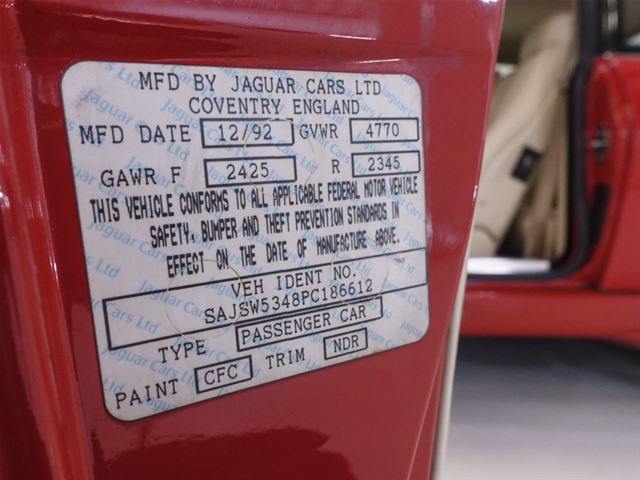 MFD BY JAGUAR CARS LTD
COVENTRY ENGLAND
MFD DATE 12/92 GVWR 4770
GAWR F 2425 R 2345
THIS VEHICLE CONFORMS TO ALL APPLICABLE FEDERAL MOTOR VEHICLE
SAFETY, BUMPER AND THEFT PREVENTION STANDARDS IN
EFFECT ON THE DATE OF MANUFACTURE ABOVE.
VEH IDENT NO.
SAJSW5348PC186612
TYPE PASSENGER CAR
PAINT CFC TRIM NDR